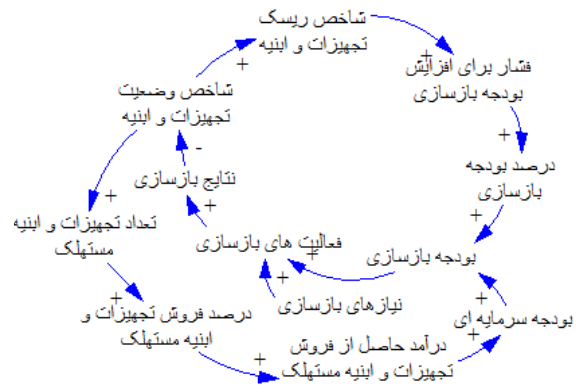 شاخص ریسک
تجهیزات و ابنیه
+
+
فشار برای افزایش
بودجه بازسازی
شاخص وضعیت
تجهیزات و ابنیه
+
-
درصد بودجه
بازسازی
نتایج بازسازی
+
+
+
تعداد تجهیزات و ابنیه
مستهلک
فعالیت های بازسازی
+
بودجه بازسازی
+
+
نیازهای بازسازی
+
بودجه سرمایه ای
درصد فروش تجهیزات و
ابنیه مستهلک
+
درآمد حاصل از فروش
تجهیزات و ابنیه مستهلک
+